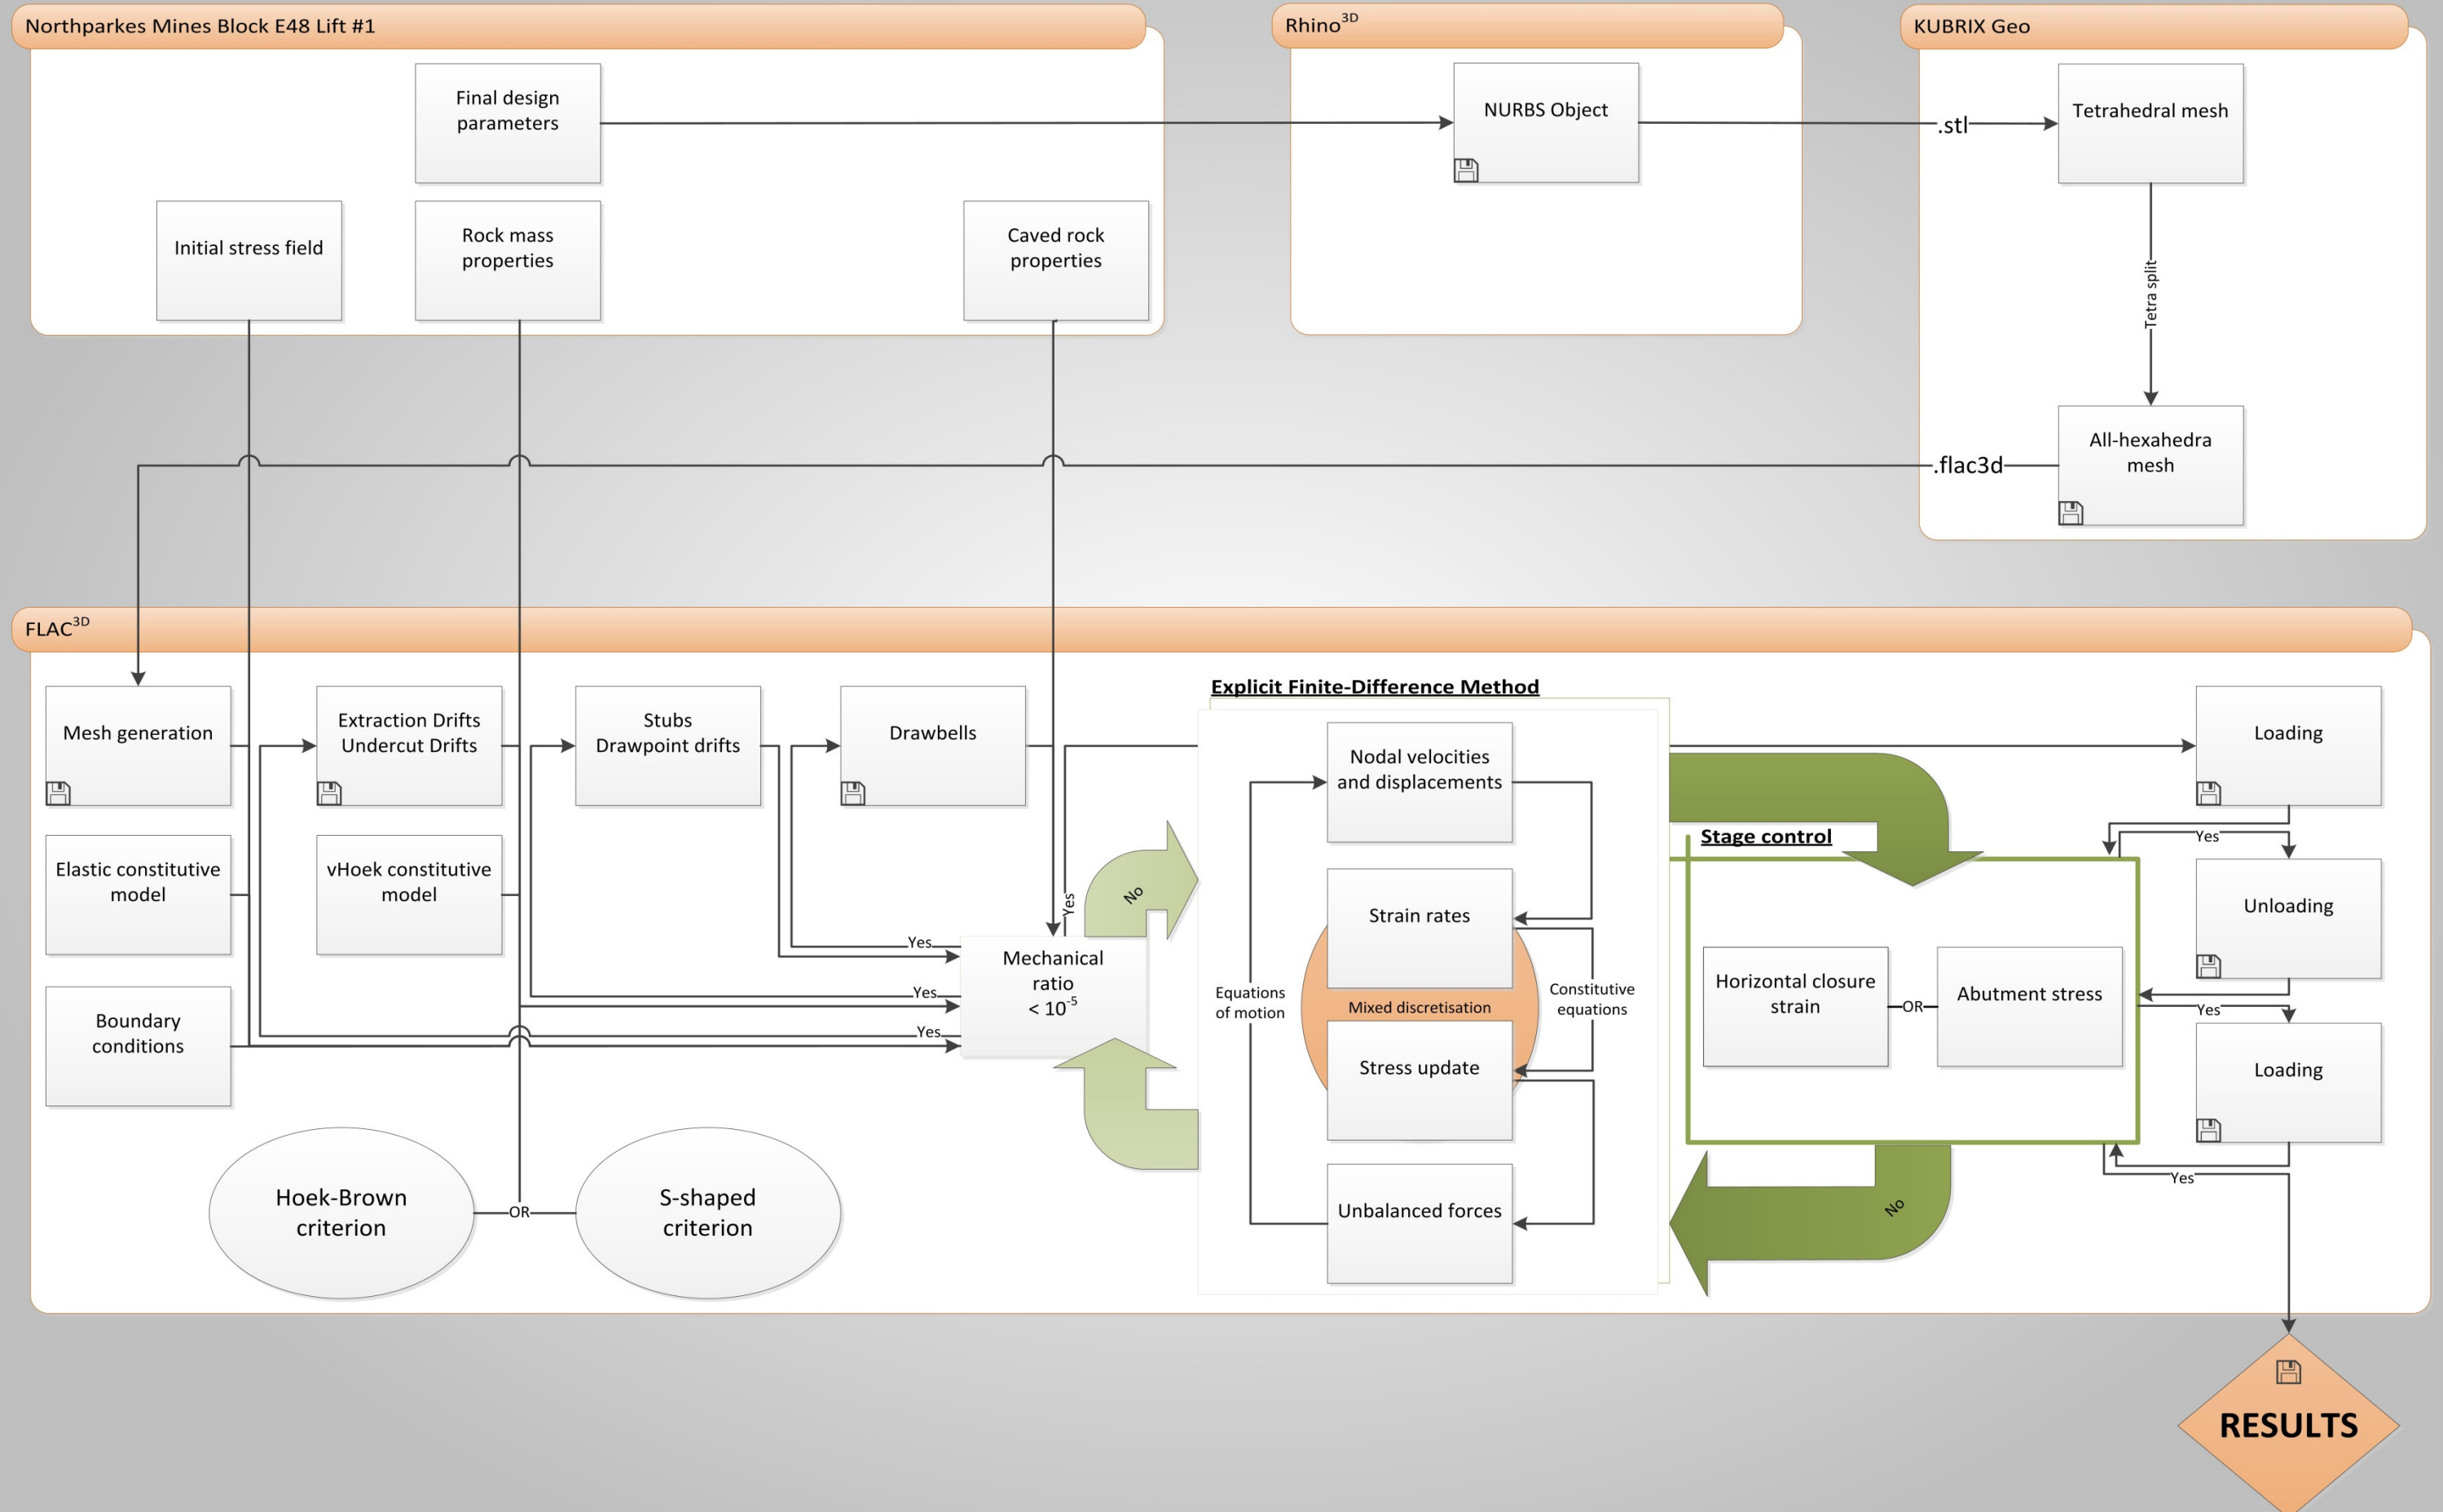 Northparkes Mines Block E48 Lift #1
Final design
parameters
Initial stress field
Rock mass
properties
Caved rock
properties
Rhino3D
NURBS Object
KUBRIX Geo
.stl
Tetrahedral mesh
Tetra split
All-hexahedra
mesh
.flac3d
FLAC3D
Mesh generation
Extraction Drifts
Undercut Drifts
Stubs
Drawpoint drifts
Drawbells
Elastic constitutive
model
vHoek constitutive
model
Boundary
conditions
Yes
Yes
Yes
Yes
Mechanical
ratio
< 10-5
No
Hoek-Brown
criterion
OR
S-shaped
criterion
Explicit Finite-Difference Method
Nodal velocities
and displacements
Strain rates
Equations
of motion
Mixed discretisation
Constitutive
equations
Stress update
Unbalanced forces
Stage control
Horizontal closure
strain
OR
Abutment stress
No
Loading
Yes
Unloading
Yes
Loading
Yes
RESULTS